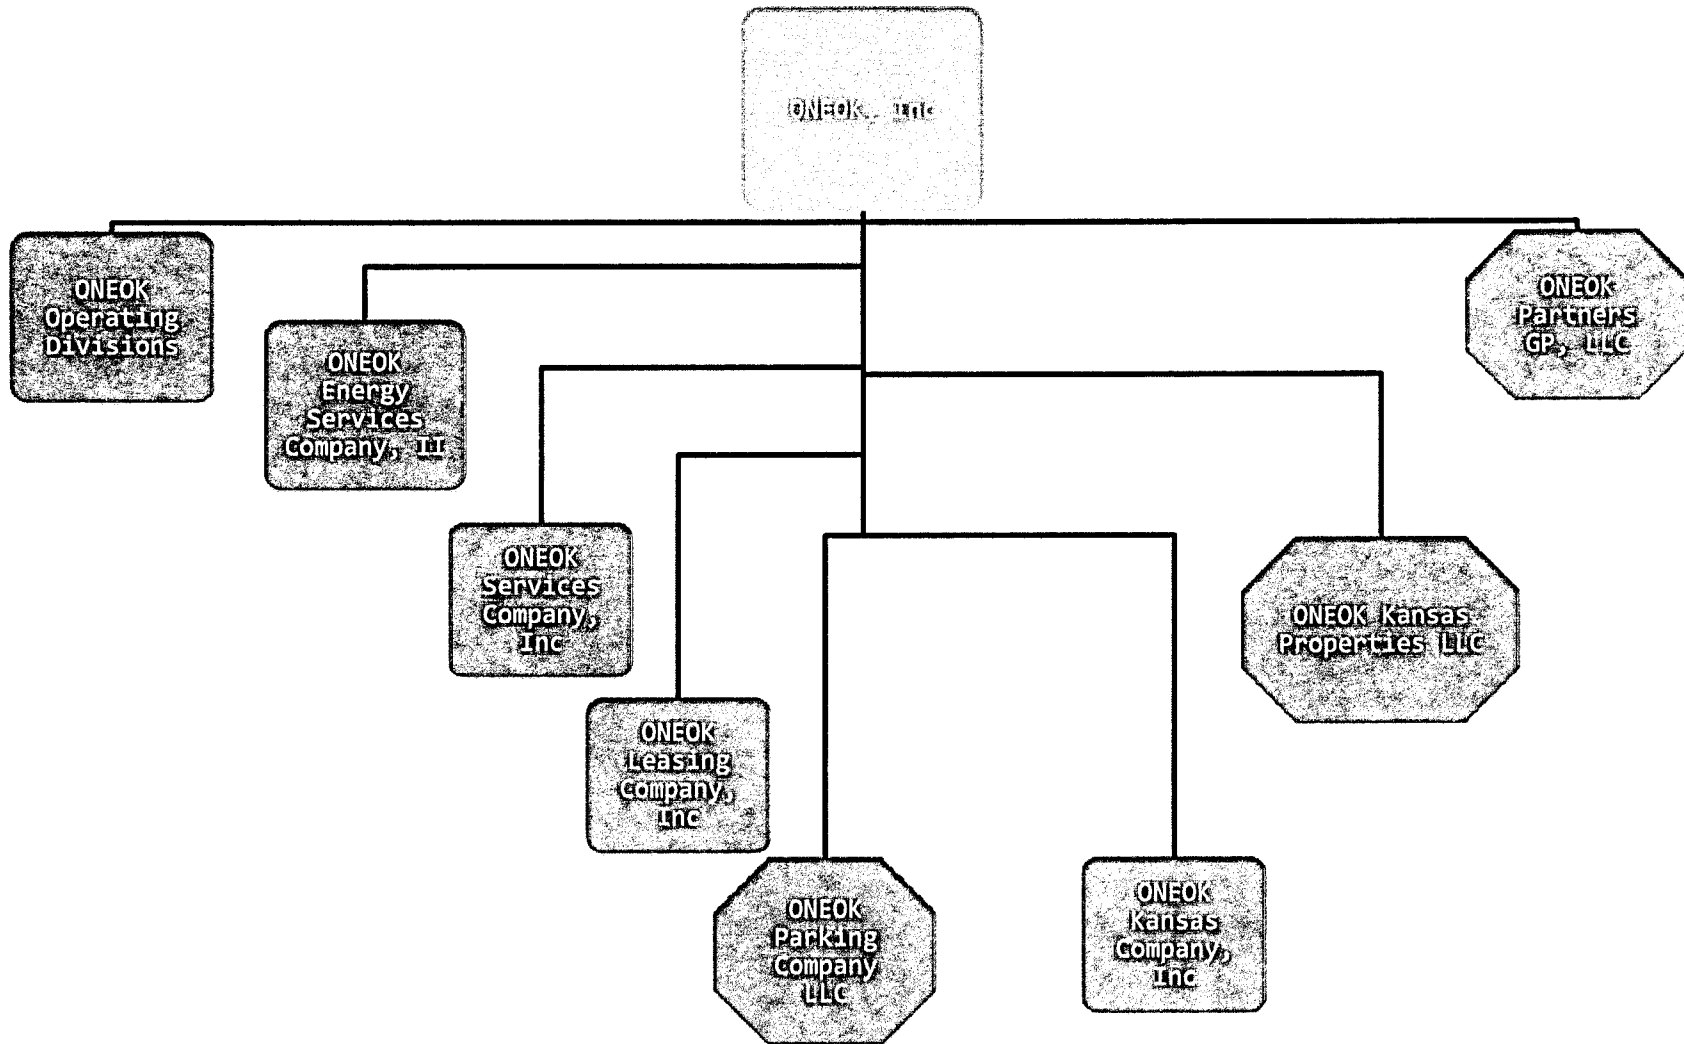 ONEOK, Inc
ONEOK
Operating
Divisions
ONEOK
Partners
GP, LLC
ONEOK
Energy
Services
Company, II
ONEOK
Services
Company,
Inc
ONEOK Kansas
Properties LLC
ONEOK
Leasing
Company,
Inc
ONEOK
Parking
Company
LLC
ONEOK
Kansas
Company,
Inc